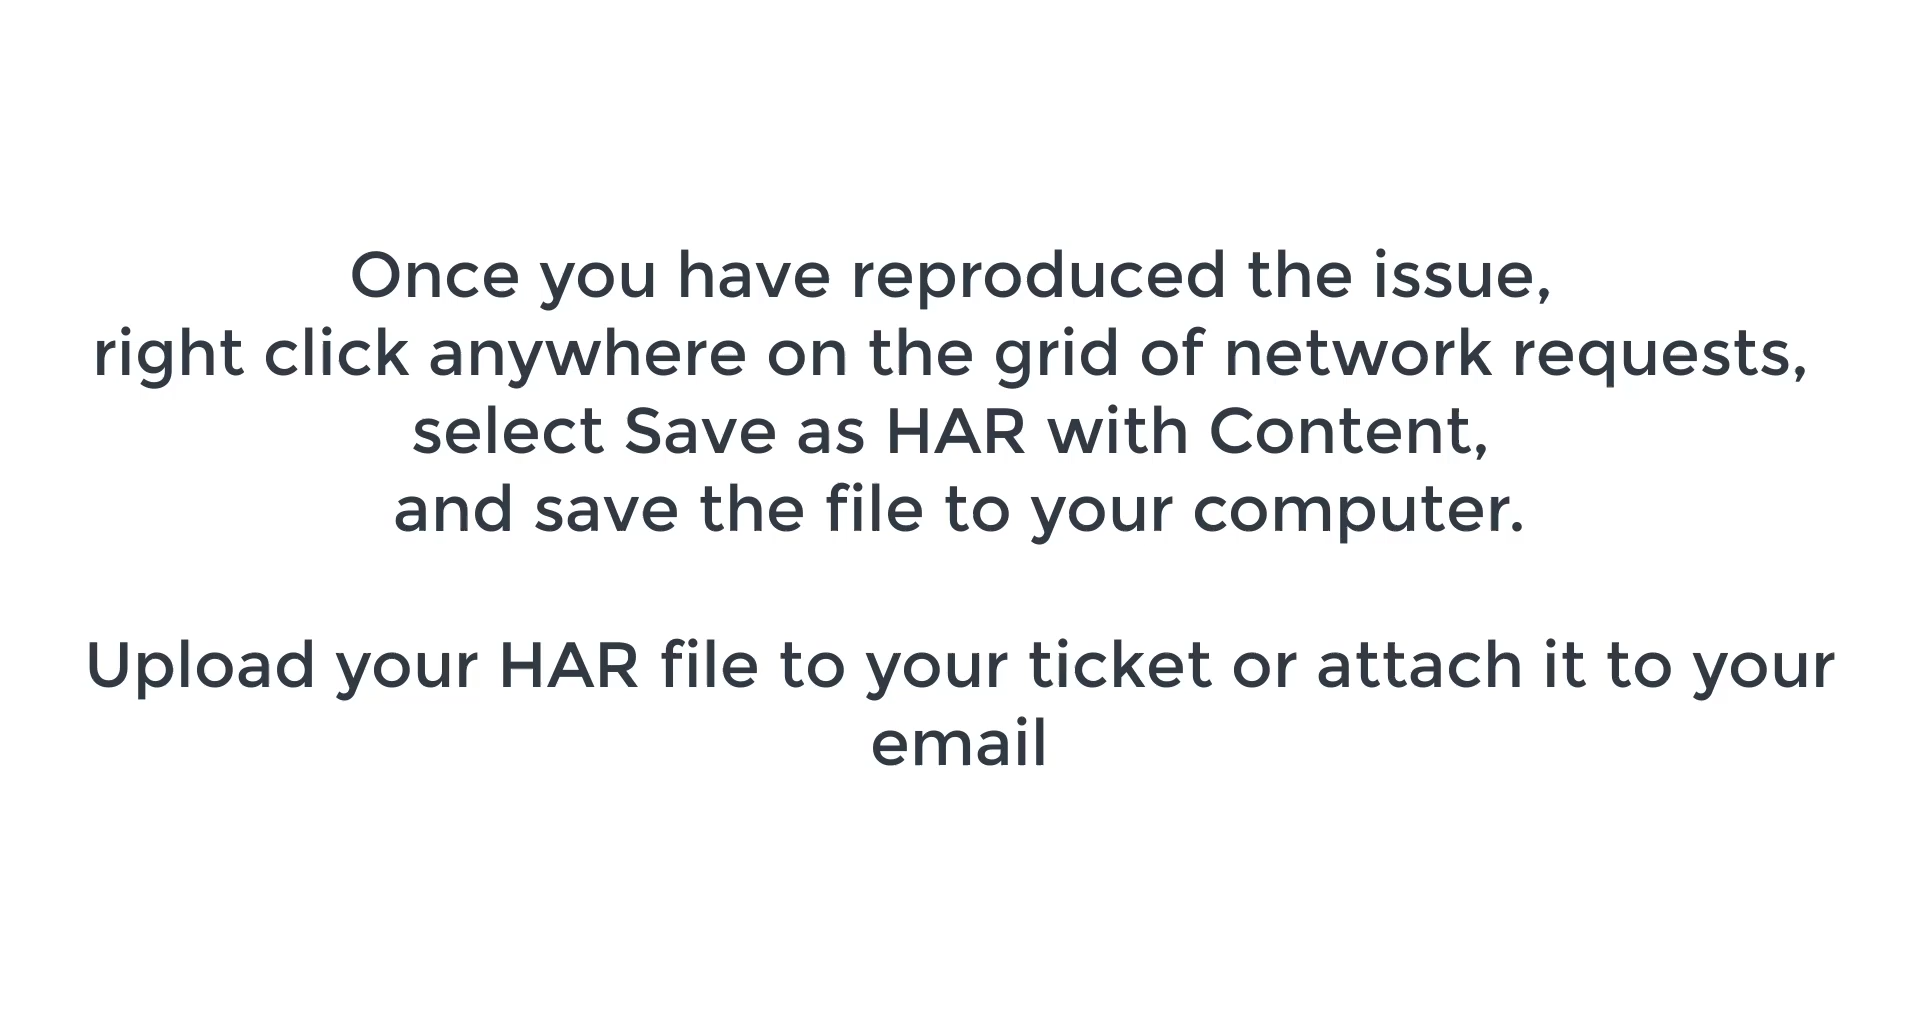 Once you have reproduced the issue,
right click anywhere on the grid of network requests,
select Save as HAR with Content,
and save the file to your computer.
Upload your HAR file to your ticket or attach it to your
email